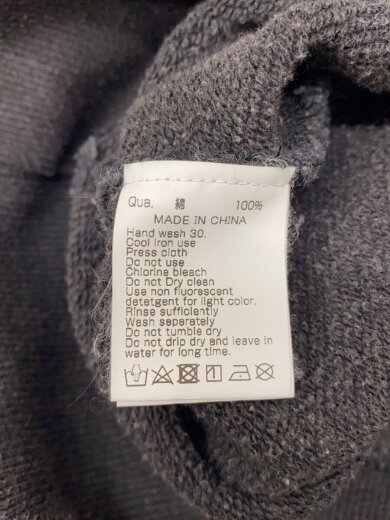 Qua. 綿 100%
MADE IN CHINA
Hand wash 30.
Cool iron use
Press cloth
Do not use
Chlorine bleach
Do not Dry clean
Use non fluorescent
detetgent for light color.
Rinse sufficiently
Wash separately
Do not tumble dry
Do not drip dry and leave in
water for long time.